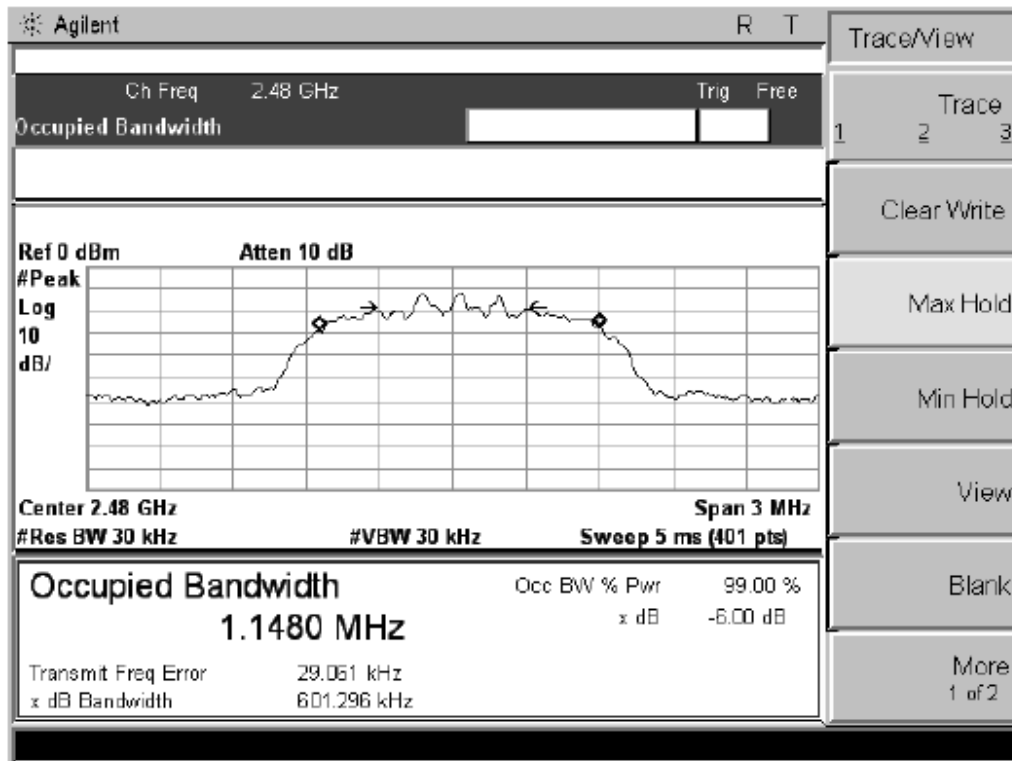 Agilent R T
Ch Freq 2.48 GHz Trig Free
Occupied Bandwidth
Ref 0 dBm Atten 10 dB
#Peak
Log
10
dB/
Center 2.48 GHz Span 3 MHz
#Res BW 30 kHz #VBW 30 kHz Sweep 5 ms (401 pts)
Occupied Bandwidth
1.1480 MHz
Occ BW % Pwr 99.00 %
x dB -6.00 dB
Transmit Freq Error 29.061 kHz
x dB Bandwidth 601.296 kHz
Trace/View
Trace
1 2 3
Clear Write
Max Hold
Min Hold
View
Blank
More
1 of 2